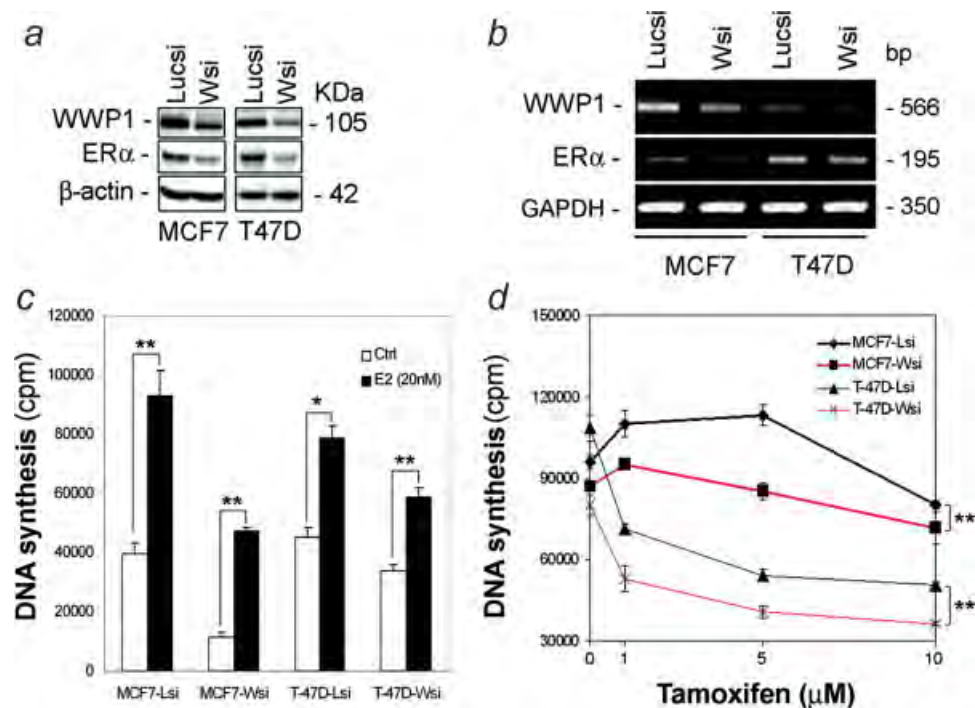 a
Lucsi Wsi Lucsi Wsi KDa
WWP1 - - 105
ERα -
β-actin - - 42
MCF7 T47D
b
Lucsi Wsi Lucsi Wsi bp
WWP1 - - 566
ERα - - 195
GAPDH - - 350
MCF7 T47D
c
DNA synthesis (cpm)
120000
100000
80000
60000
40000
20000
0
** ** * **
Ctrl
E2 (20nM)
MCF7-Lsi MCF7-Wsi T-47D-Lsi T-47D-Wsi
d
DNA synthesis (cpm)
150000
110000
90000
60000
30000
MCF7-Lsi
MCF7-Wsi
T-47D-Lsi
T-47D-Wsi
**
**
0 1 5 10
Tamoxifen (μM)